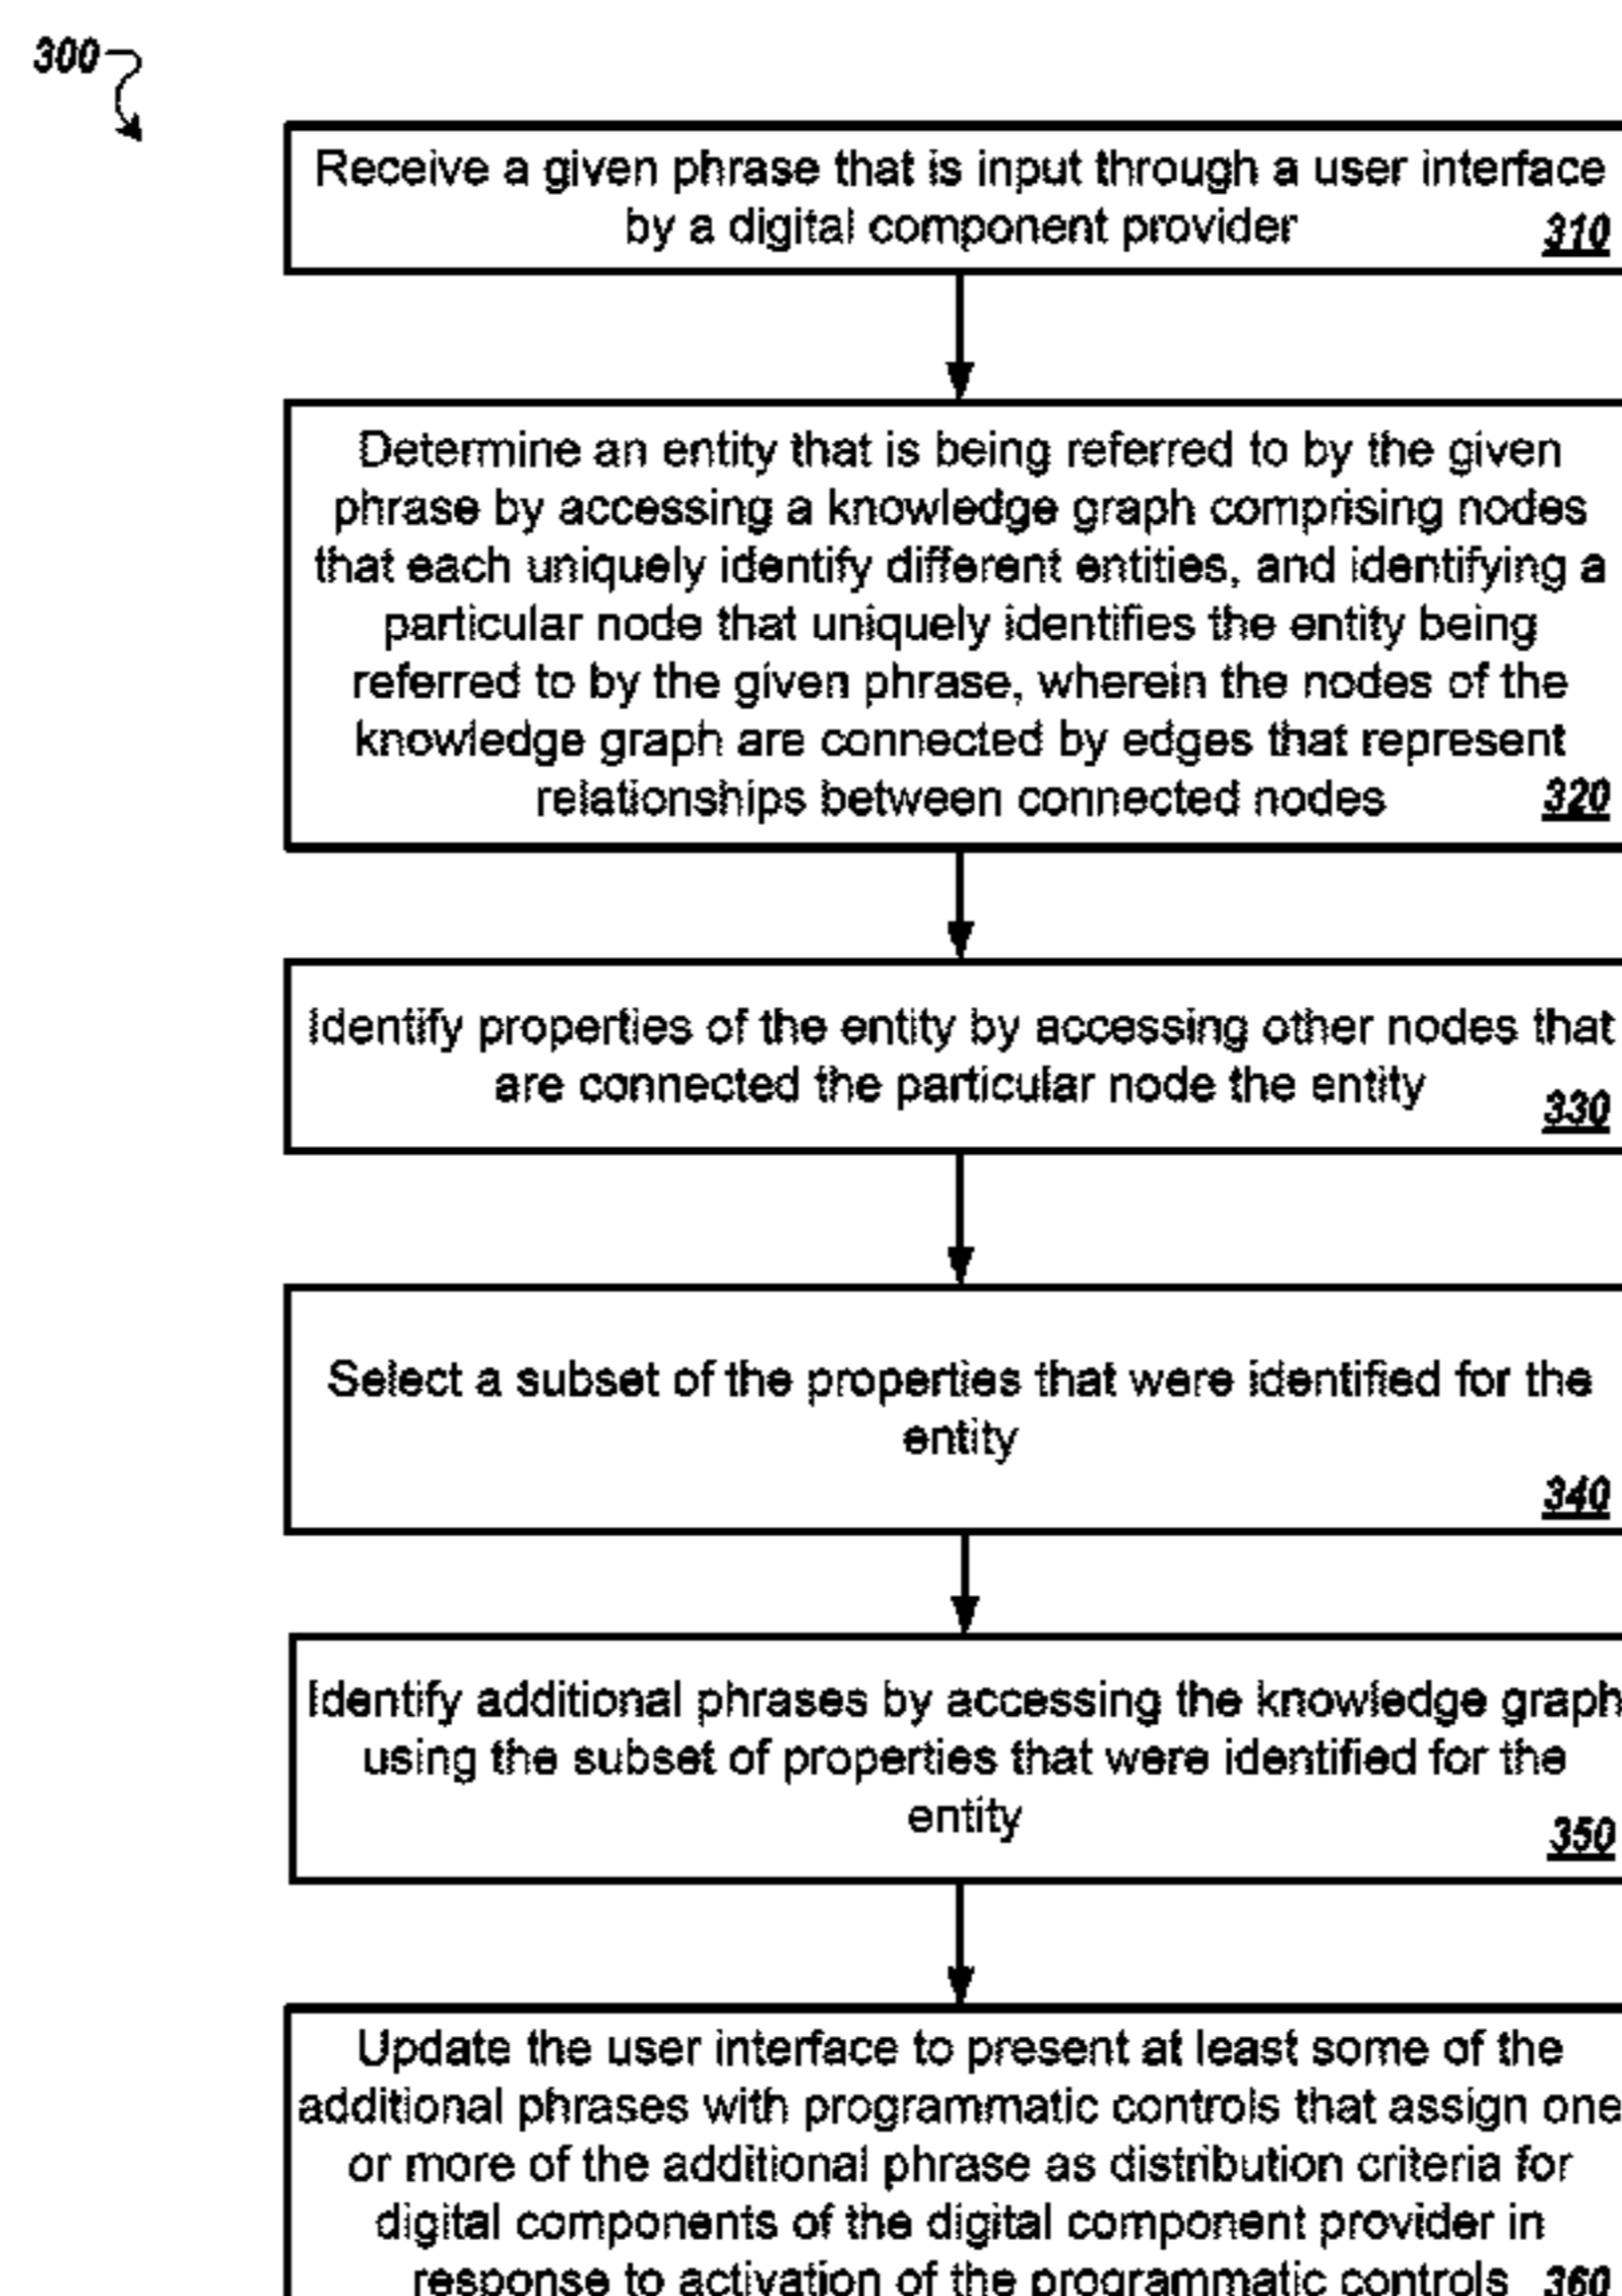 300
Receive a given phrase that is input through a user interface
by a digital component provider 310
Determine an entity that is being referred to by the given
phrase by accessing a knowledge graph comprising nodes
that each uniquely identify different entities, and identifying a
particular node that uniquely identifies the entity being
referred to by the given phrase, wherein the nodes of the
knowledge graph are connected by edges that represent
relationships between connected nodes 320
Identify properties of the entity by accessing other nodes that
are connected the particular node the entity 330
Select a subset of the properties that were identified for the
entity
340
Identify additional phrases by accessing the knowledge graph
using the subset of properties that were identified for the
entity
350
Update the user interface to present at least some of the
additional phrases with programmatic controls that assign one
or more of the additional phrase as distribution criteria for
digital components of the digital component provider in
response to activation of the programmatic controls 360